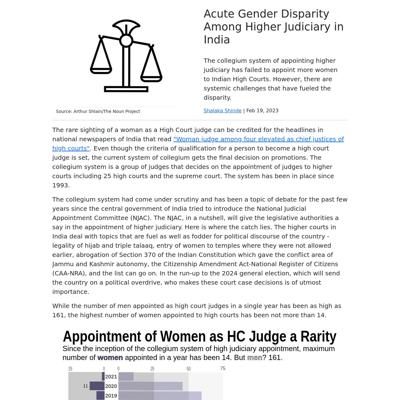 Acute Gender Disparity
Among Higher Judiciary in
India
The collegium system of appointing higher
judiciary has failed to appoint more women
to Indian High Courts. However, there are
systemic challenges that have fueled the
disparity.
Source: Arthur Shlain/The Noun Project
Shalaka Shinde | Feb 19, 2023
The rare sighting of a woman as a High Court judge can be credited for the headlines in
national newspapers of India that read "Woman judge among four elevated as chief justices of
high courts". Even though the criteria of qualification for a person to become a high court
judge is set, the current system of collegium gets the final decision on promotions. The
collegium system is a group of judges that decides on the appointment of judges to higher
courts including 25 high courts and the supreme court. The system has been in place since
1993.
The collegium system had come under scrutiny and has been a topic of debate for the past few
years since the central government of India tried to introduce the National Judicial
Appointment Committee (NJAC). The NJAC, in a nutshell, will give the legislative authorities a
say in the appointment of higher judiciary. Here is where the catch lies. The higher courts in
India deal with topics that are fuel as well as fodder for political discourse of the country -
legality of hijab and triple talaaq, entry of women to temples where they were not allowed
earlier, abrogation of Section 370 of the Indian Constitution which gave the conflict area of
Jammu and Kashmir autonomy, the Citizenship Amendment Act-National Register of Citizens
(CAA-NRA), and the list can go on. In the run-up to the 2024 general election, which will send
the country on a political overdrive, who makes these court case decisions is of utmost
importance.
While the number of men appointed as high court judges in a single year has been as high as
161, the highest number of women appointed to high courts has been not more than 14.
Appointment of Women as HC Judge a Rarity
Since the inception of the collegium system of high judiciary appointment, maximum
number of women appointed in a year has been 14. But men? 161.
25 0 0 25 50 75
2021
11 2020
2019